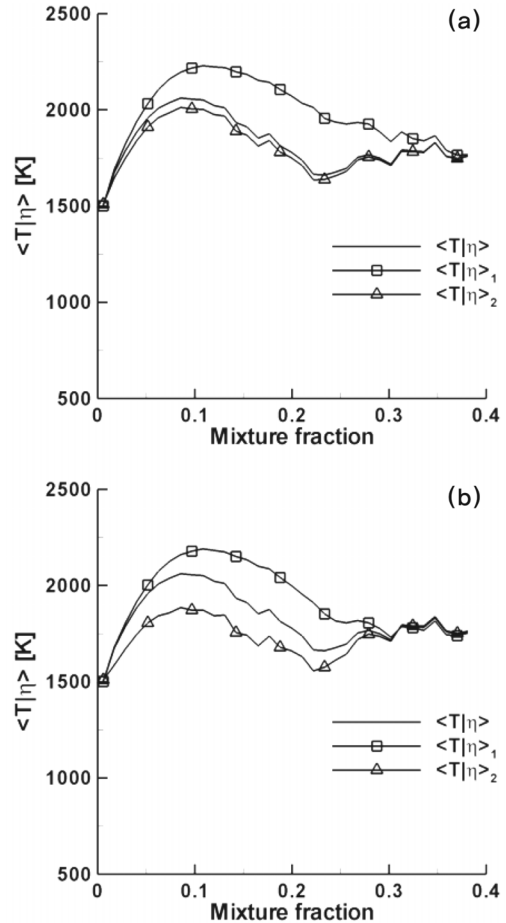 (a)
2500
2000
1500
1000
500
<T|η> [K]
<T|η>
<T|η>₁
<T|η>₂
0 0.1 0.2 0.3 0.4
Mixture fraction
(b)
2500
2000
1500
1000
500
<T|η> [K]
<T|η>
<T|η>₁
<T|η>₂
0 0.1 0.2 0.3 0.4
Mixture fraction